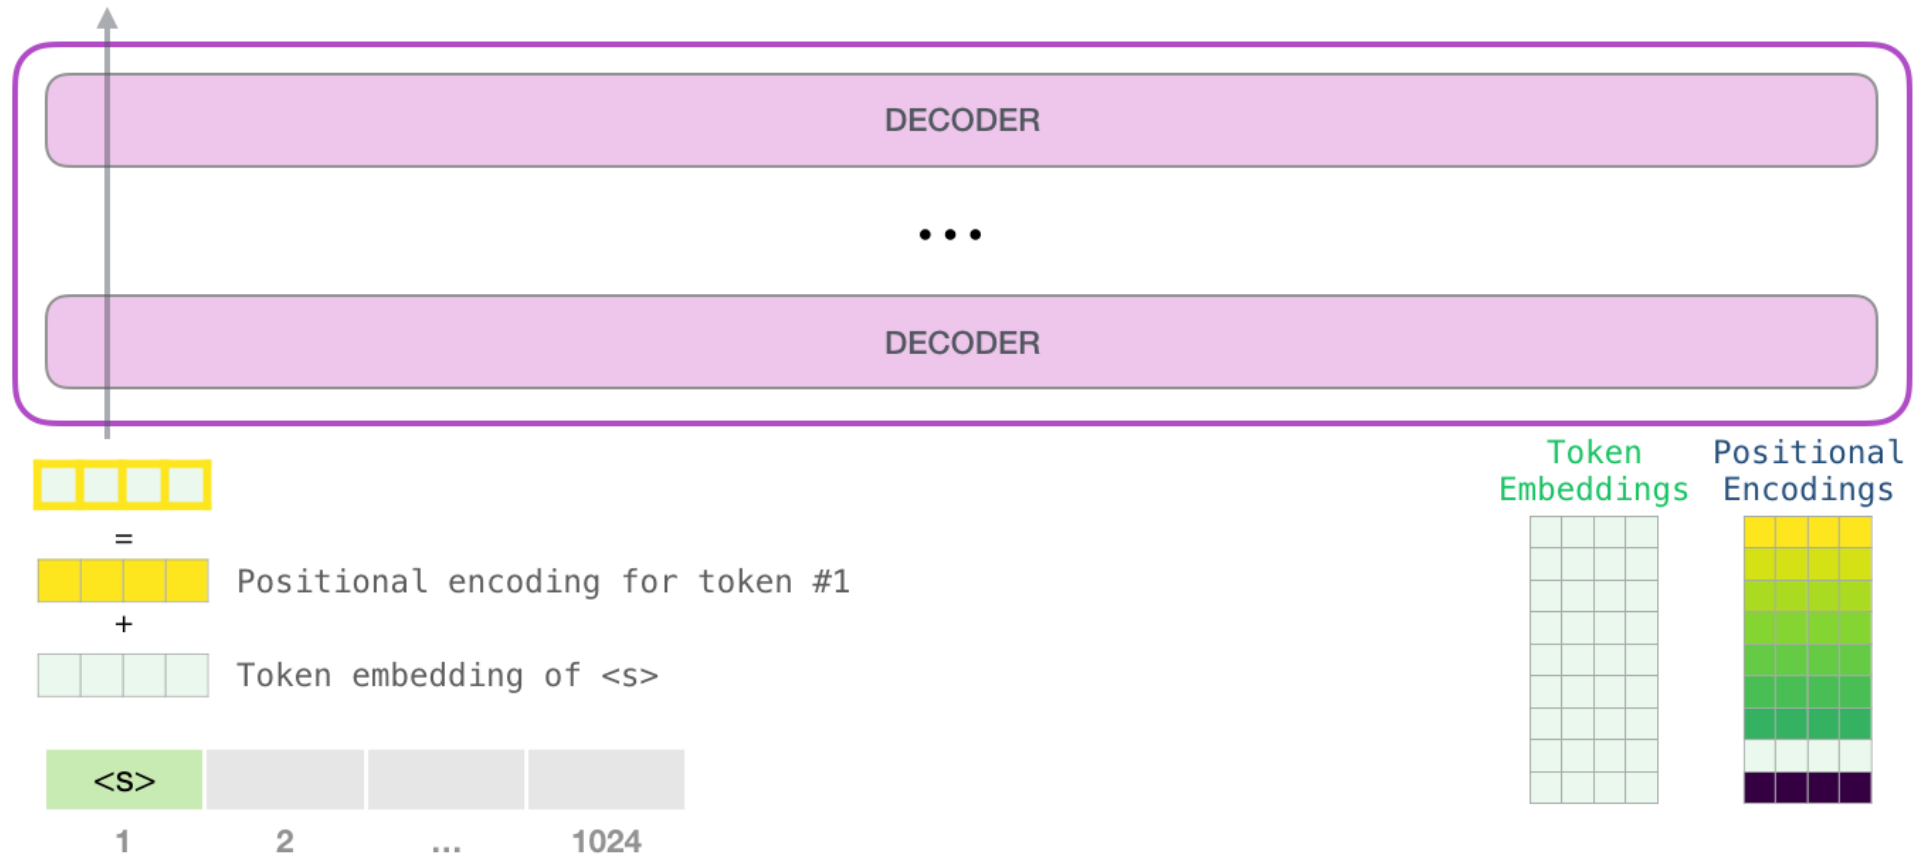 DECODER
...
DECODER
Token Embeddings
Positional Encodings
=
Positional encoding for token #1
+
Token embedding of <s>
<s>
1 2 ... 1024